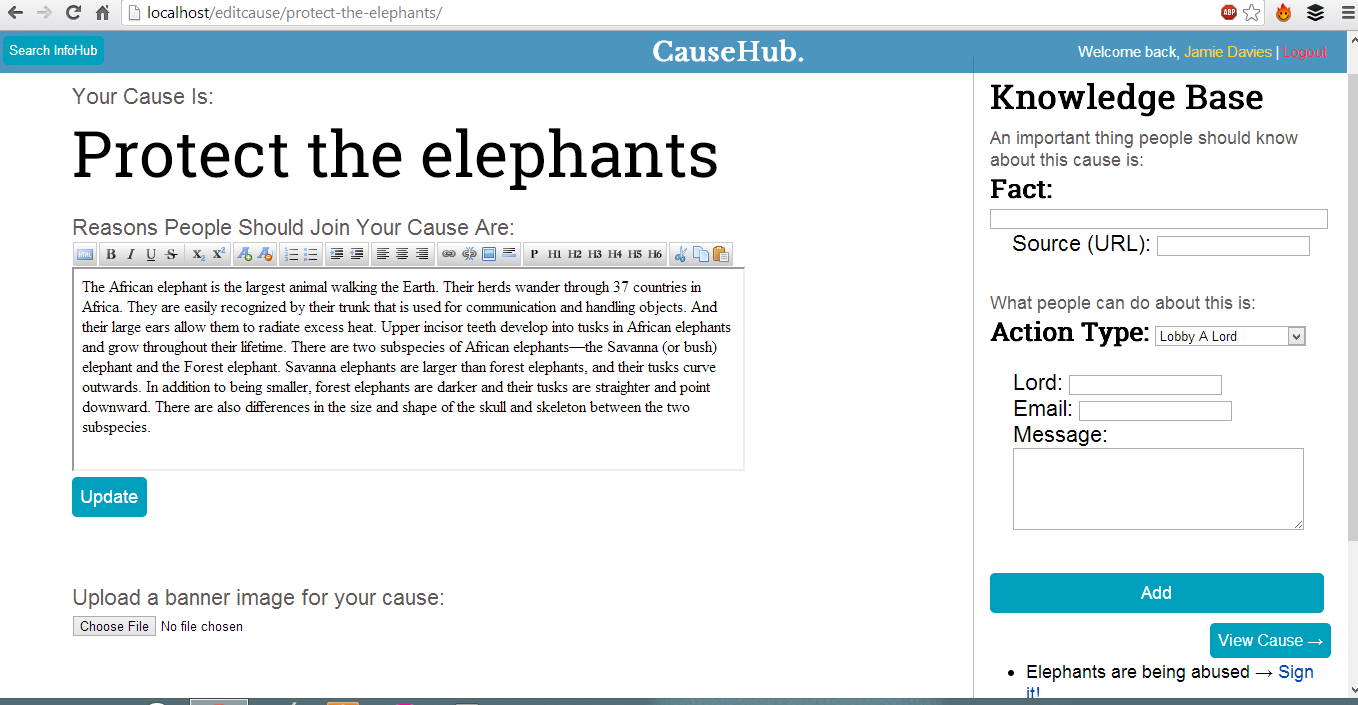 localhost/editcause/protect-the-elephants/
ABP
Search InfoHub
CauseHub.
Welcome back, Jamie Davies | Logout
Your Cause Is:
Protect the elephants
Reasons People Should Join Your Cause Are:
HTML B I U S X2 X2 P H1 H2 H3 H4 H5 H6
The African elephant is the largest animal walking the Earth. Their herds wander through 37 countries in
Africa. They are easily recognized by their trunk that is used for communication and handling objects. And
their large ears allow them to radiate excess heat. Upper incisor teeth develop into tusks in African elephants
and grow throughout their lifetime. There are two subspecies of African elephants—the Savanna (or bush)
elephant and the Forest elephant. Savanna elephants are larger than forest elephants, and their tusks curve
outwards. In addition to being smaller, forest elephants are darker and their tusks are straighter and point
downward. There are also differences in the size and shape of the skull and skeleton between the two
subspecies.
Update
Upload a banner image for your cause:
Choose File No file chosen
Knowledge Base
An important thing people should know
about this cause is:
Fact:
Source (URL):
What people can do about this is:
Action Type: Lobby A Lord
Lord:
Email:
Message:
Add
View Cause →
• Elephants are being abused → Sign
it!